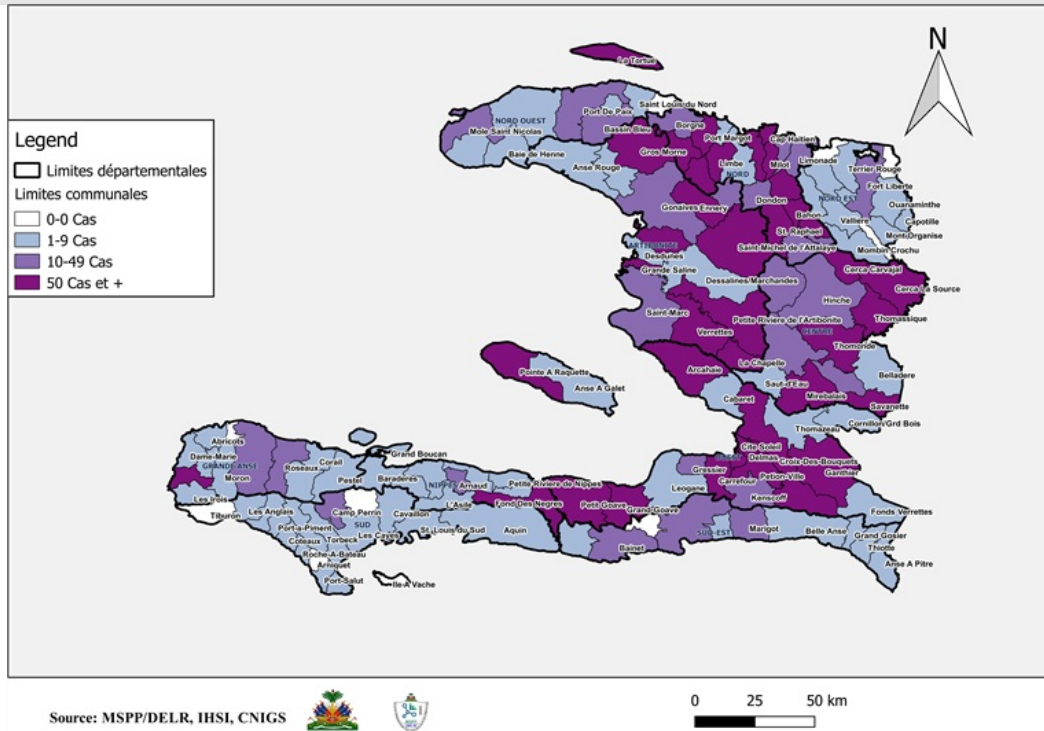 N
La Tortue
Saint Louis du Nord
Port De Paix
NORD OUEST
Mole Saint Nicolas
Bassin Bleu
Borgne
Port Margot
Cap Haitien
Baie de Henne
Gros Morne
Limbe
Milot
Limonade
Anse Rouge
NORD
Terrier Rouge
Fort Liberte
NORD EST
Ouanaminthe
Gonaives
Ennery
Dondon
Bahon
Valliere
Capotille
St. Raphael
Mont-Organise
ARTIBONITE
Saint-Michel de l'Attalaye
Mombin Crochu
Desdunes
Grande Saline
Dessalines/Marchandes
Cerca Carvajal
Cerca La Source
Hinche
Saint-Marc
Petite Riviere de l'Artibonite
Thomassique
Verrettes
CENTRE
Thomonde
La Chapelle
Arcahaie
Belladere
Pointe A Raquette
Anse A Galet
Saut-d'Eau
Mirebalais
Cabaret
Savanette
Cornillon/Grd Bois
Thomazeau
Cite Soleil
Delmas
Croix-Des-Bouquets
Gressier
Petion-Ville
Ganthier
Carrefour
Leogane
Kenscoff
Fonds Verrettes
Abricots
Grand Boucan
Dame-Marie
GRANDE ANSE
Corail
Roseaux
Moron
Pestel
Baraderes
NIPPES
Arnaud
Petite Riviere de Nippes
Les Irois
L'Asile
Fond Des Negres
Petit Goave
Grand-Goave
Tiburon
Les Anglais
Camp Perrin
Cavaillon
SUD
Port-a-Piment
St. Louis du Sud
Aquin
SUD EST
Marigot
Belle Anse
Coteaux
Torbeck
Les Cayes
Bainet
Grand Gosier
Roche-A-Bateau
Thiotte
Arniquet
Anse A Pitre
Port-Salut
Ile A Vache
Legend
Limites départementales
Limites communales
0-0 Cas
1-9 Cas
10-49 Cas
50 Cas et +
Source: MSPP/DELR, IHSI, CNIGS
0 25 50 km